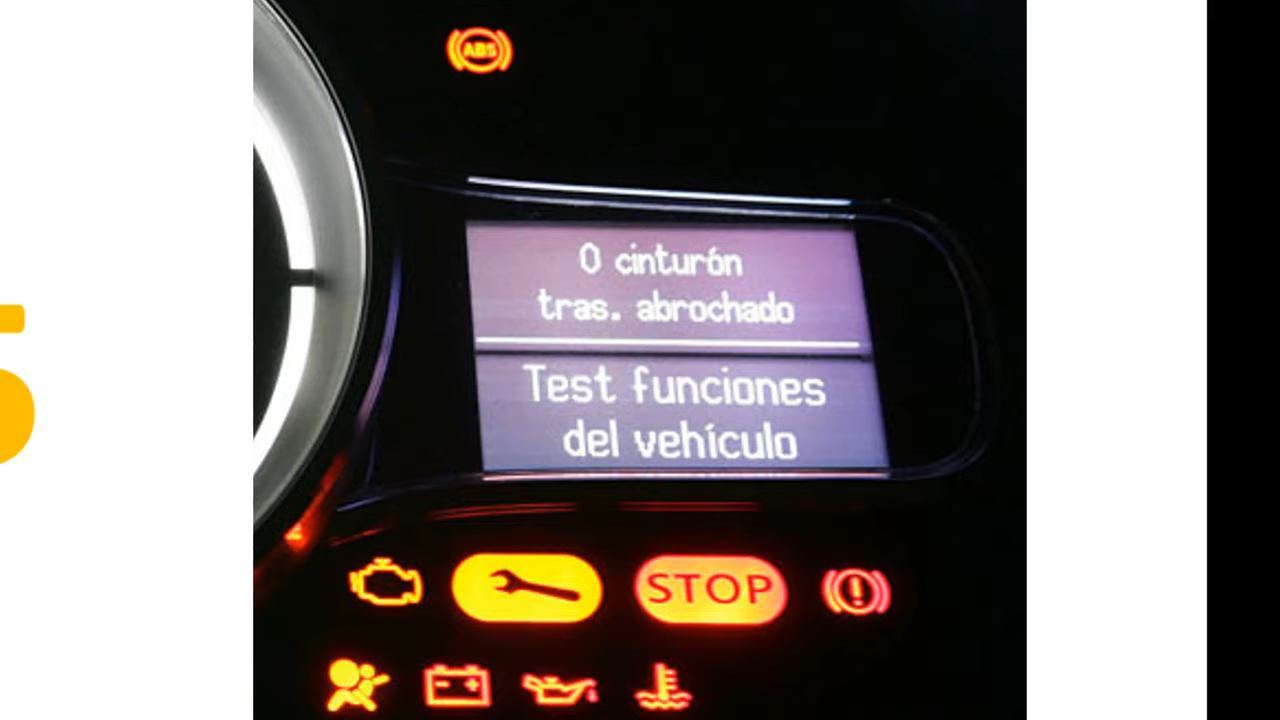 ABS
0 cinturón
tras. abrochado
Test funciones
del vehículo
STOP